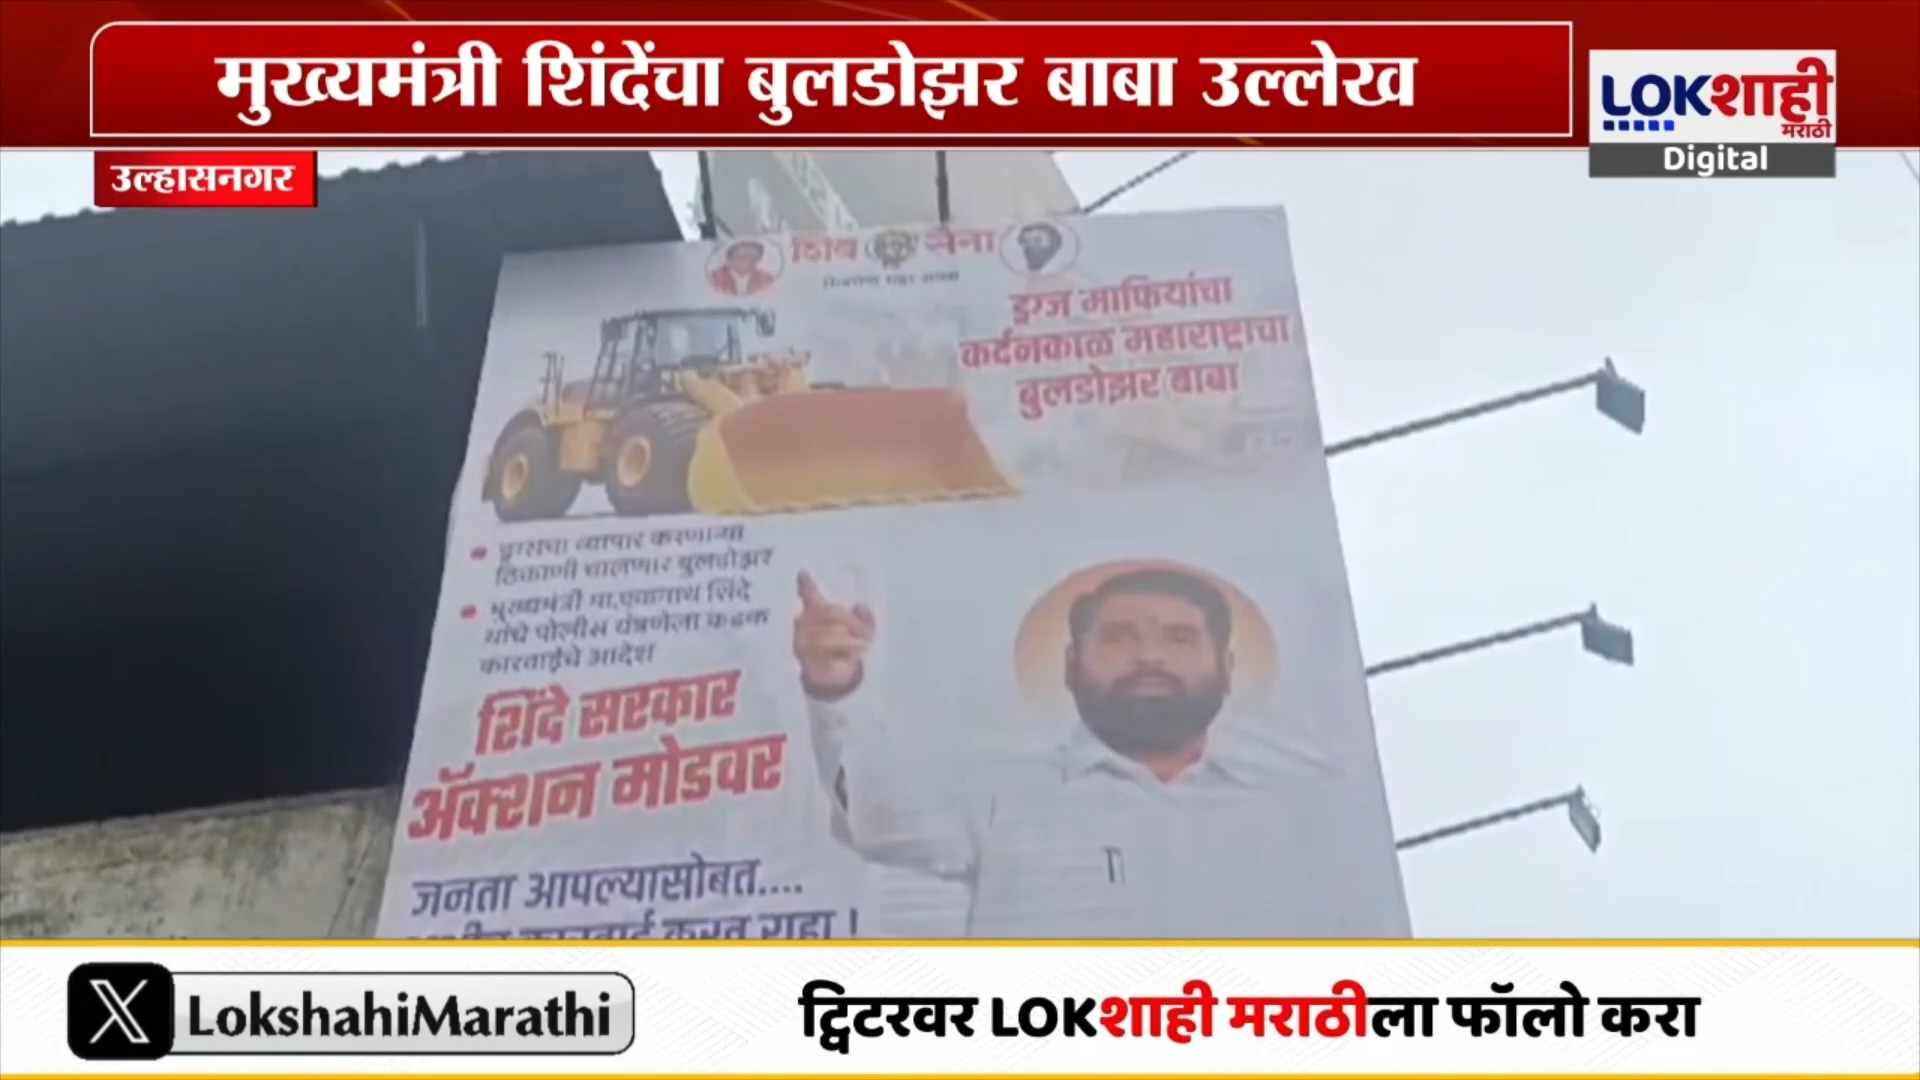 मुख्यमंत्री शिंदेंचा बुलडोझर बाबा उल्लेख
LOKशाही
मराठी
Digital
उल्हासनगर
शिव सेना
ड्रग्ज माफियांचा
कर्दनकाळ महाराष्ट्राचा
बुलडोझर बाबा
ड्रग्सचा व्यापार करणाऱ्या
ठिकाणी चालणार बुलडोझर
मुख्यमंत्री मा.एकनाथ शिंदे
यांचे पोलीस यंत्रणेला कडक
कारवाईचे आदेश
शिंदे सरकार
ॲक्शन मोडवर
जनता आपल्यासोबत....
कारवाई करत राहा !
X LokshahiMarathi
ट्विटरवर LOKशाही मराठीला फॉलो करा